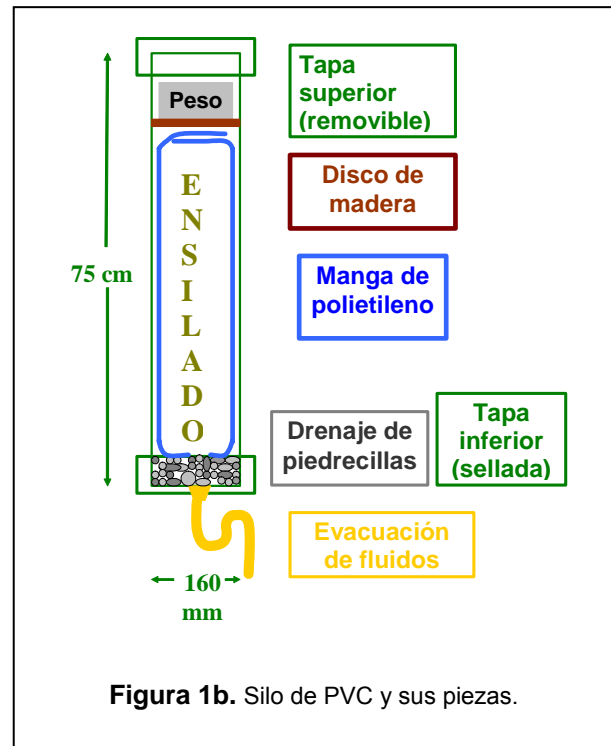 Peso
Tapa
superior
(removible)
Disco de
madera
E
N
S
I
L
A
D
O
75 cm
Manga de
polietileno
Drenaje de
piedrecillas
Tapa
inferior
(sellada)
Evacuación
de fluidos
160
mm
Figura 1b. Silo de PVC y sus piezas.